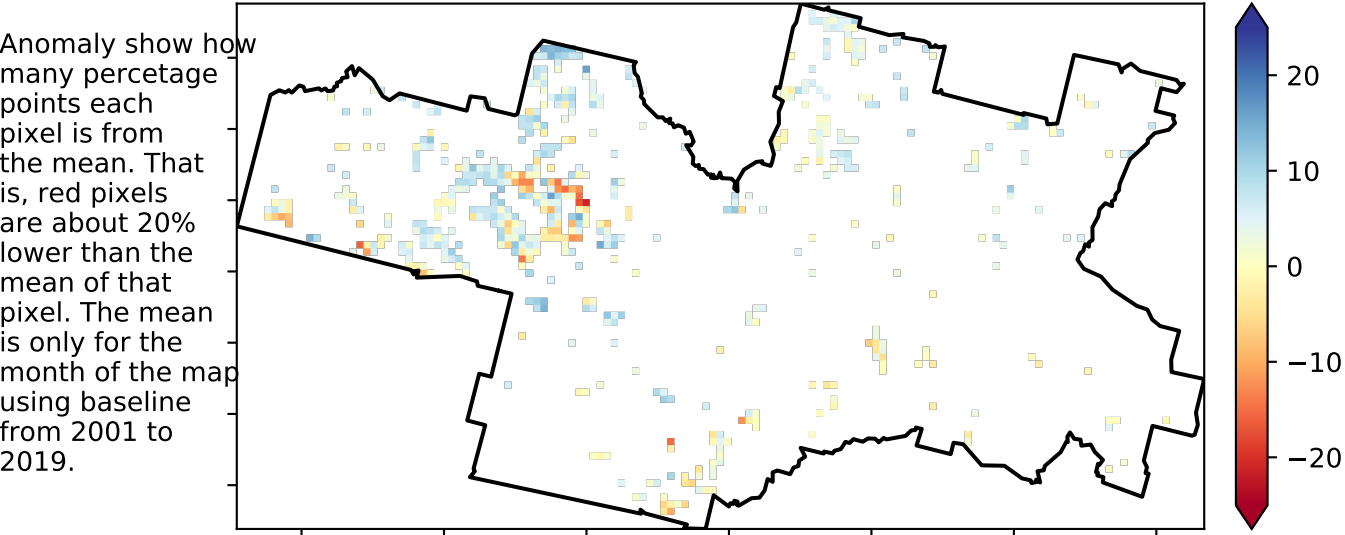 Anomaly show how
many percetage
points each
pixel is from
the mean. That
is, red pixels
are about 20%
lower than the
mean of that
pixel. The mean
is only for the
month of the map
using baseline
from 2001 to
2019.
20
10
0
−10
−20